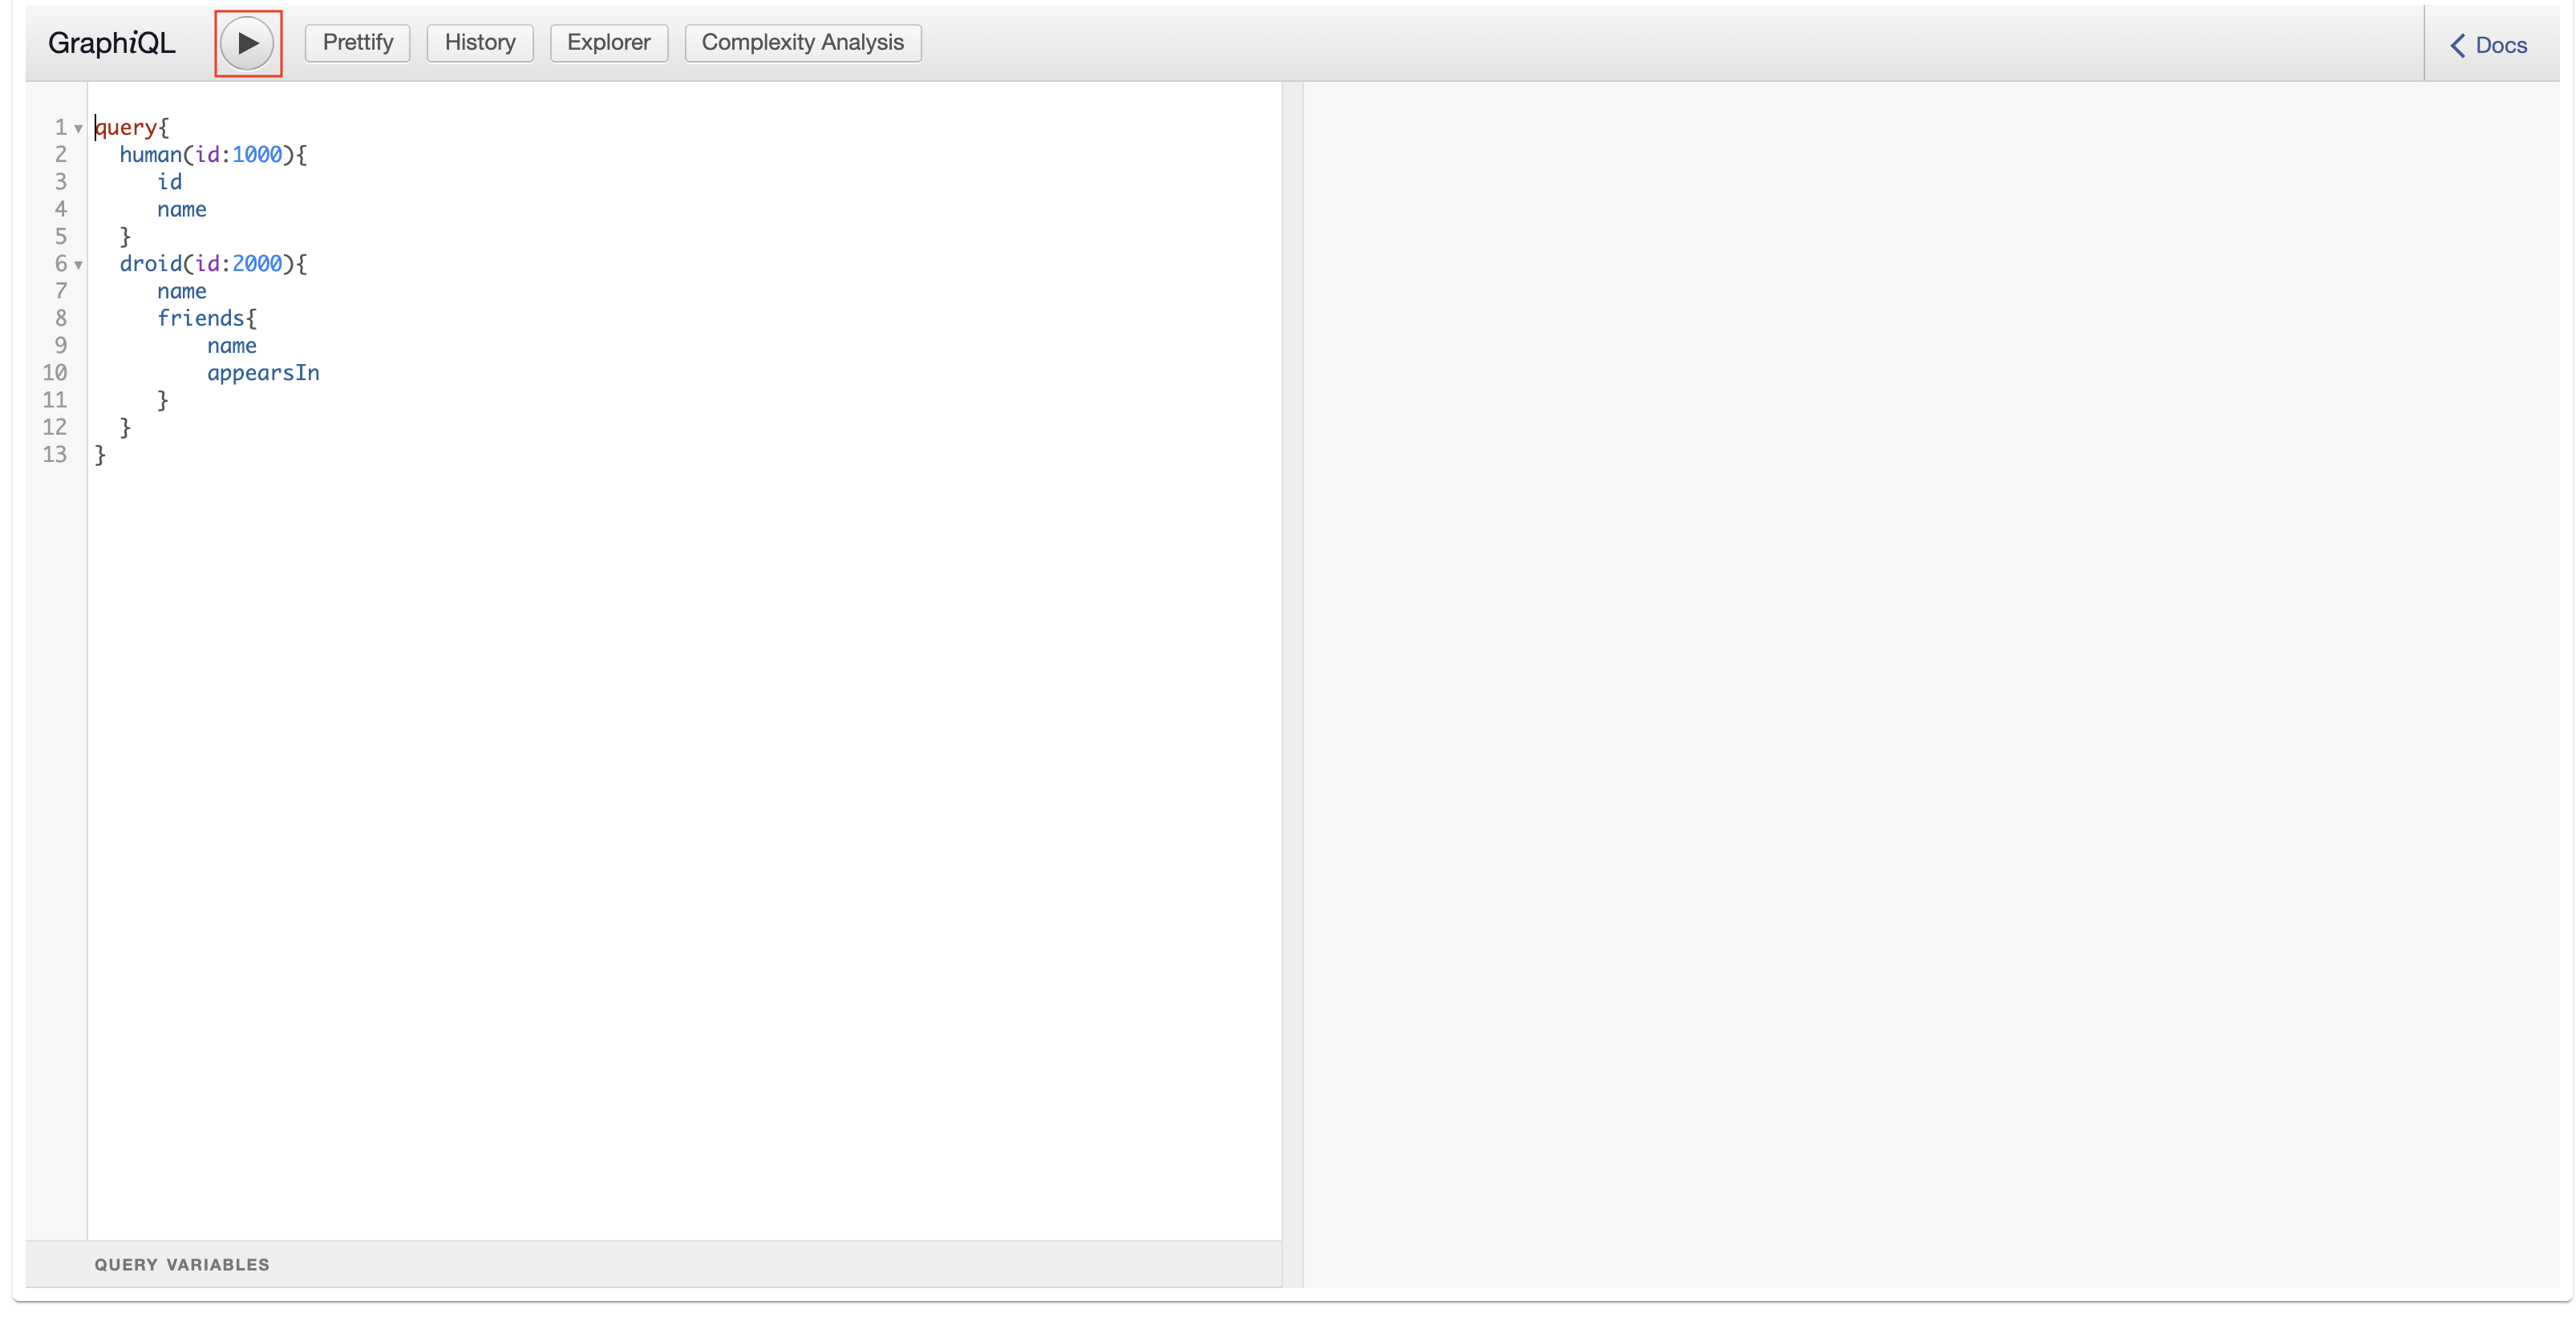 GraphiQL Prettify History Explorer Complexity Analysis Docs
1 query{
2   human(id:1000){
3      id
4      name
5   }
6   droid(id:2000){
7      name
8      friends{
9          name
10          appearsIn
11      }
12   }
13 }
QUERY VARIABLES